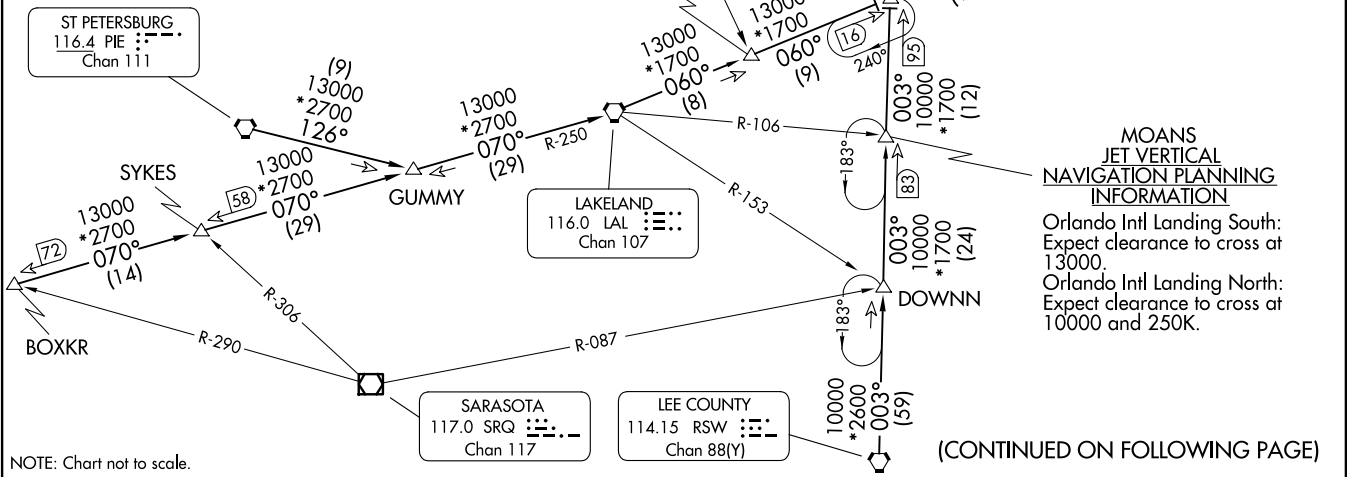 ST PETERSBURG
116.4 PIE
Chan 111
(9)
13000
*2700
126°
SYKES
13000
*2700
070°
(14)
72
BOXKR
58
13000
*2700
070°
(29)
GUMMY
13000
*2700
070°
(29)
R-250
LAKELAND
116.0 LAL
Chan 107
13000
*1700
060°
(8)
13000
*1700
060°
(9)
16
240°
95
003°
10000
*1700
(12)
R-106
R-153
183°
83
003°
10000
*1700
(24)
DOWNN
183°
R-306
R-290
R-087
SARASOTA
117.0 SRQ
Chan 117
LEE COUNTY
114.15 RSW
Chan 88(Y)
10000
*2600
003°
(59)
MOANS
JET VERTICAL
NAVIGATION PLANNING
INFORMATION
Orlando Intl Landing South:
Expect clearance to cross at
13000.
Orlando Intl Landing North:
Expect clearance to cross at
10000 and 250K.
(CONTINUED ON FOLLOWING PAGE)
NOTE: Chart not to scale.